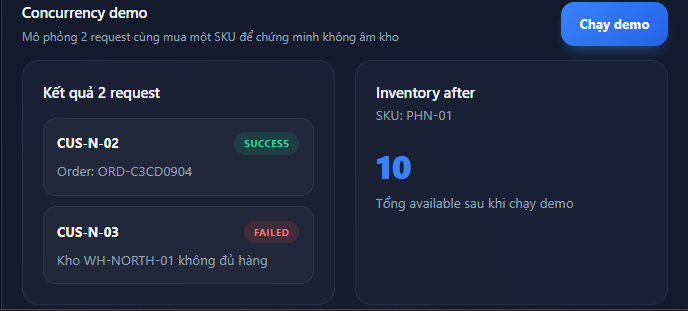 Concurrency demo
Mô phỏng 2 request cùng mua một SKU để chứng minh không âm kho
Chạy demo
Kết quả 2 request
CUS-N-02
SUCCESS
Order: ORD-C3CD0904
CUS-N-03
FAILED
Kho WH-NORTH-01 không đủ hàng
Inventory after
SKU: PHN-01
10
Tổng available sau khi chạy demo